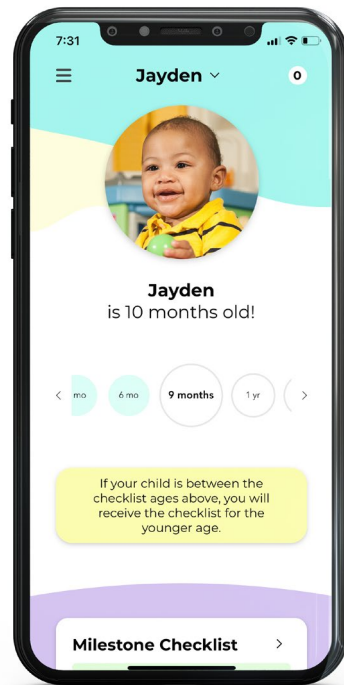 7:31
Jayden
0
Jayden
is 10 months old!
mo 6 mo 9 months 1 yr
If your child is between the
checklist ages above, you will
receive the checklist for the
younger age.
Milestone Checklist